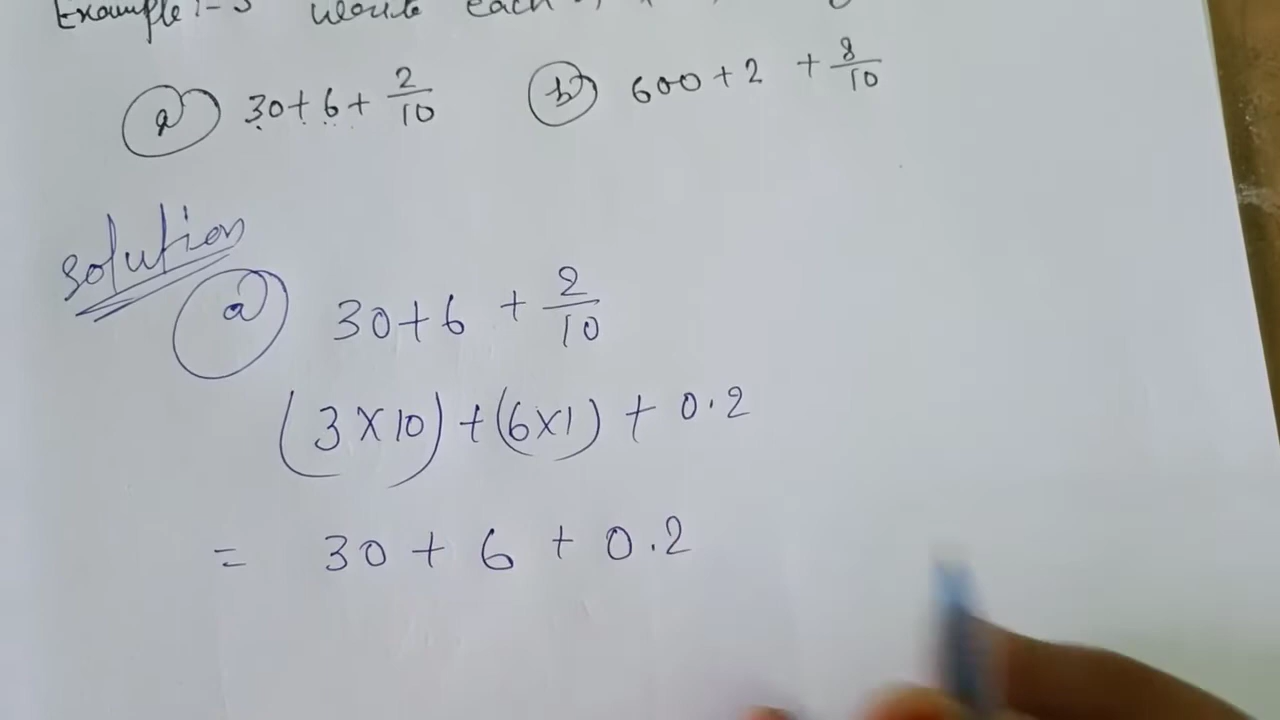 Example:- 3 Write each
(a) 30+6+ 2/10 (b) 600+2 + 8/10
Solution
(a) 30+6 + 2/10
(3×10)+(6×1)+ 0.2
= 30+ 6 + 0.2